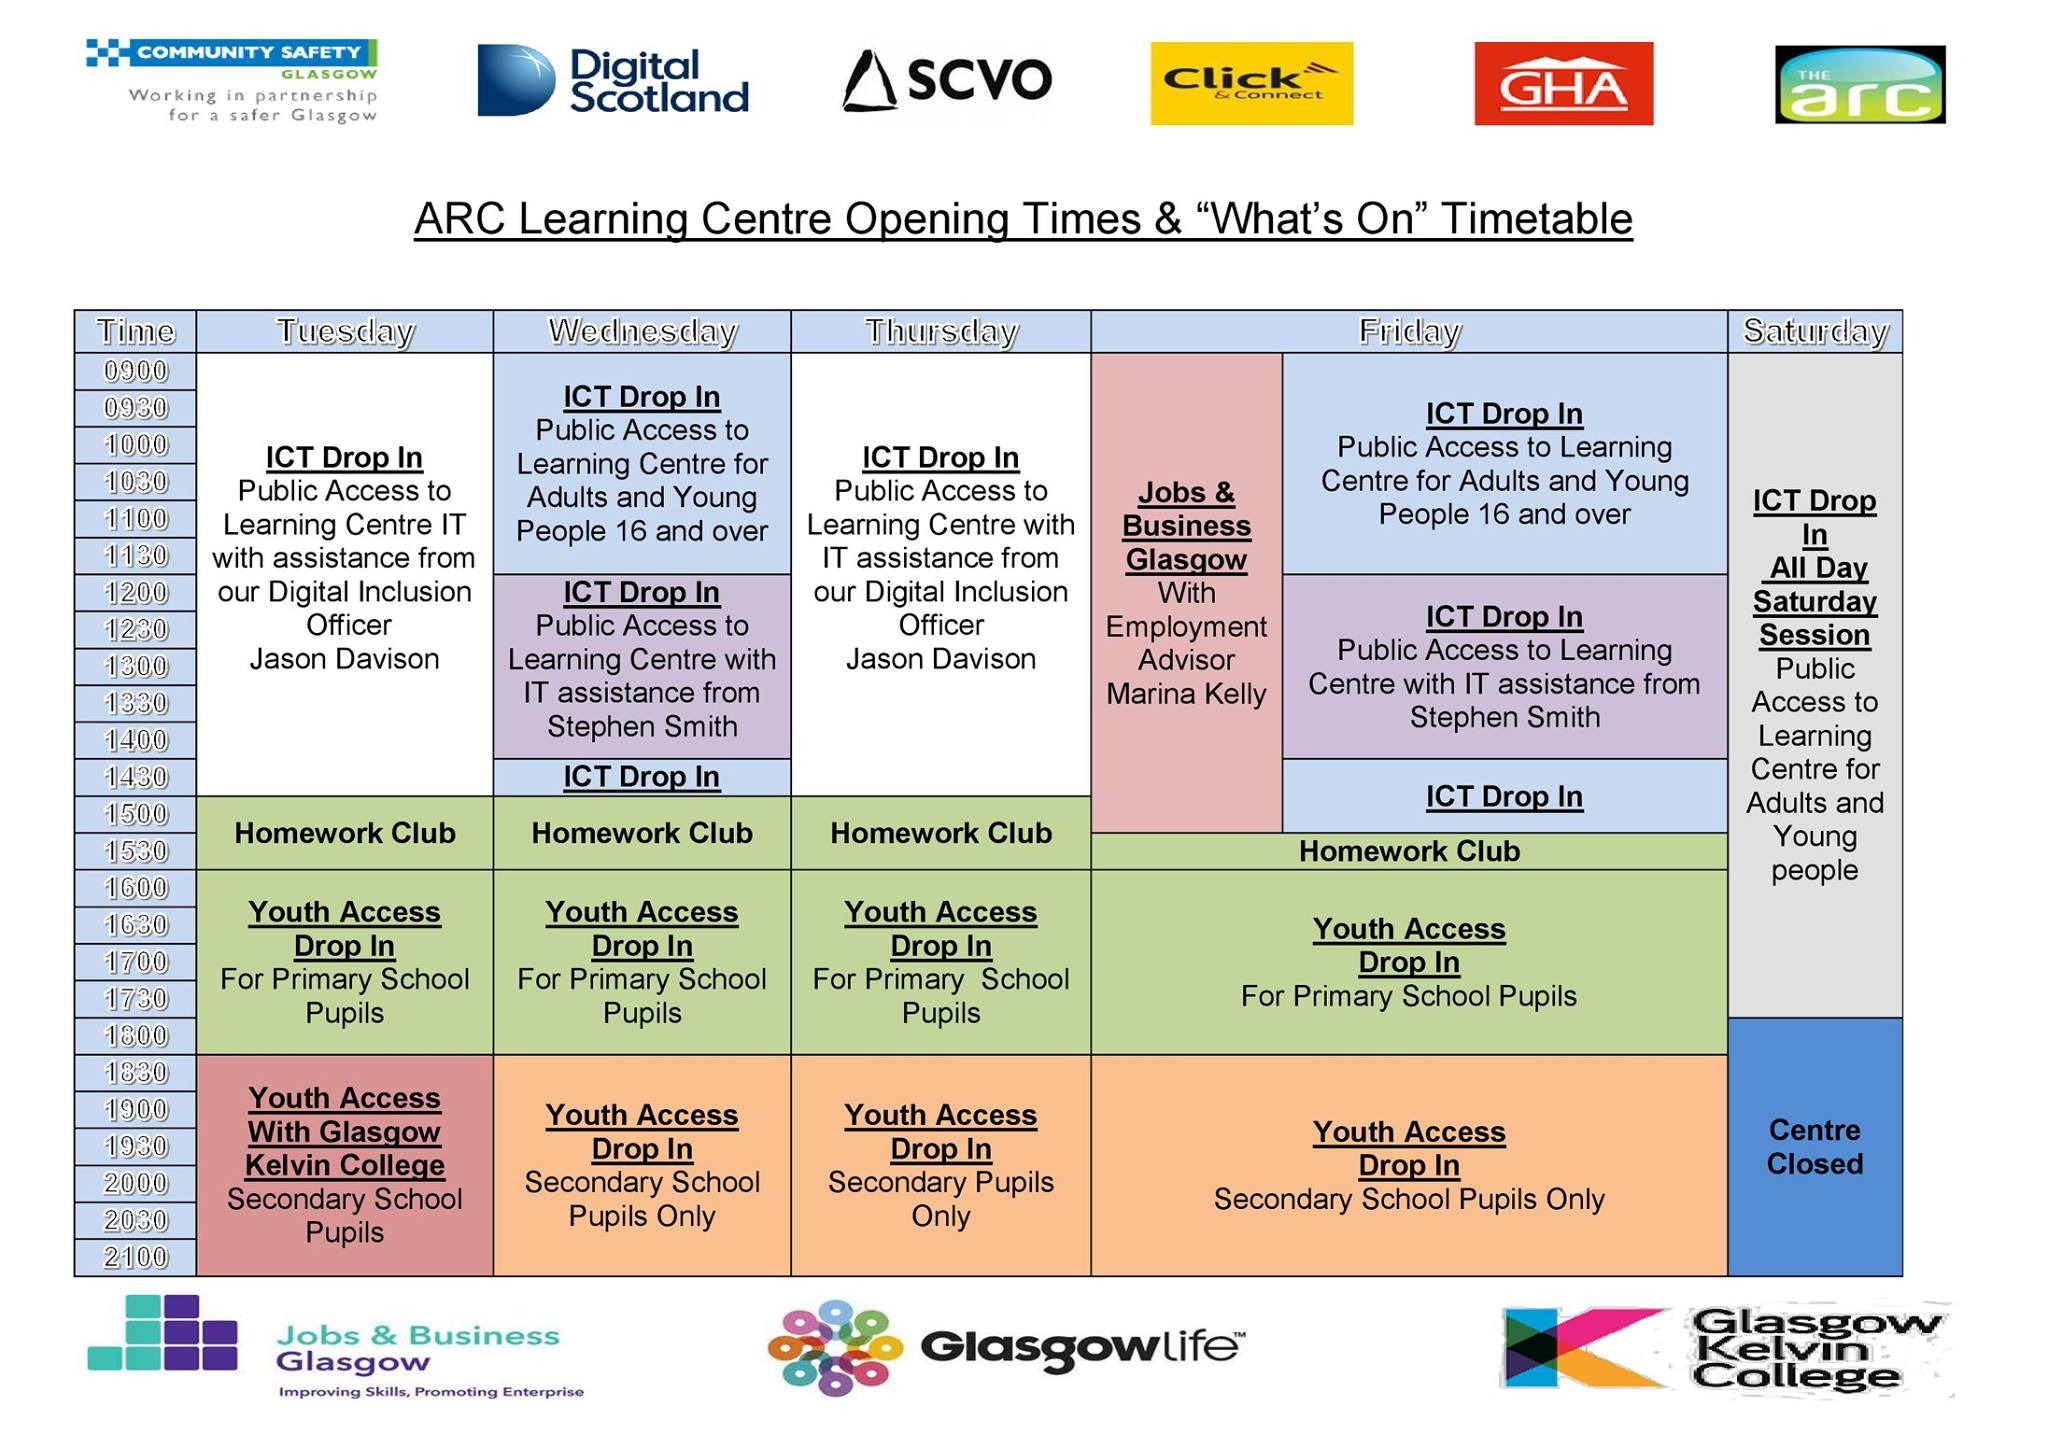 COMMUNITY SAFETY
GLASGOW
Working in partnership
for a safer Glasgow
Digital
Scotland
SCVO
Click
& Connect
GHA
THE
arc
ARC Learning Centre Opening Times & “What’s On” Timetable
Time
Tuesday
Wednesday
Thursday
Friday
Saturday
0900
0930
1000
1030
1100
1130
1200
1230
1300
1330
1400
1430
1500
1530
1600
1630
1700
1730
1800
1830
1900
1930
2000
2030
2100
ICT Drop In
Public Access to
Learning Centre IT
with assistance from
our Digital Inclusion
Officer
Jason Davison
Homework Club
Youth Access
Drop In
For Primary School
Pupils
Youth Access
With Glasgow
Kelvin College
Secondary School
Pupils
ICT Drop In
Public Access to
Learning Centre for
Adults and Young
People 16 and over
ICT Drop In
Public Access to
Learning Centre with
IT assistance from
Stephen Smith
ICT Drop In
Homework Club
Youth Access
Drop In
For Primary School
Pupils
Youth Access
Drop In
Secondary School
Pupils Only
ICT Drop In
Public Access to
Learning Centre with
IT assistance from
our Digital Inclusion
Officer
Jason Davison
Homework Club
Youth Access
Drop In
For Primary School
Pupils
Youth Access
Drop In
Secondary Pupils
Only
Jobs &
Business
Glasgow
With
Employment
Advisor
Marina Kelly
ICT Drop In
Public Access to Learning
Centre for Adults and Young
People 16 and over
ICT Drop In
Public Access to Learning
Centre with IT assistance from
Stephen Smith
ICT Drop In
Homework Club
Youth Access
Drop In
For Primary School Pupils
Youth Access
Drop In
Secondary School Pupils Only
ICT Drop
In
All Day
Saturday
Session
Public
Access to
Learning
Centre for
Adults and
Young
people
Centre
Closed
Jobs & Business
Glasgow
Improving Skills, Promoting Enterprise
Glasgowlife™
Glasgow
Kelvin
College